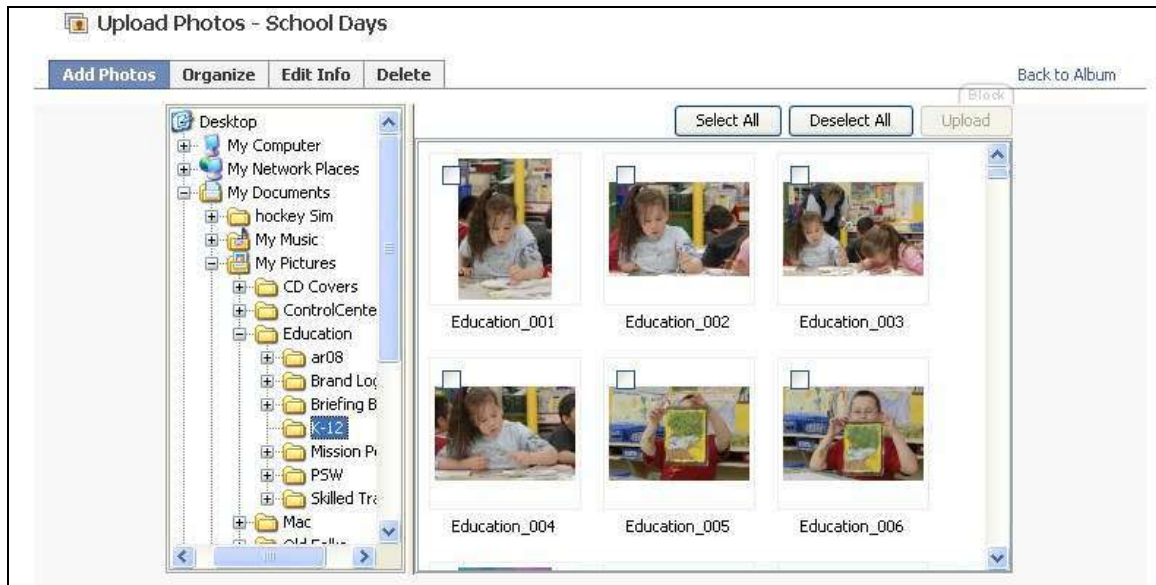 Upload Photos - School Days
Add Photos Organize Edit Info Delete
Back to Album
Block
Select All Deselect All Upload
Desktop
My Computer
My Network Places
My Documents
hockey Sim
My Music
My Pictures
CD Covers
ControlCente
Education
ar08
Brand Log
Briefing B
K-12
Mission
PSW
Skilled Tra
Mac
Education_001 Education_002 Education_003
Education_004 Education_005 Education_006